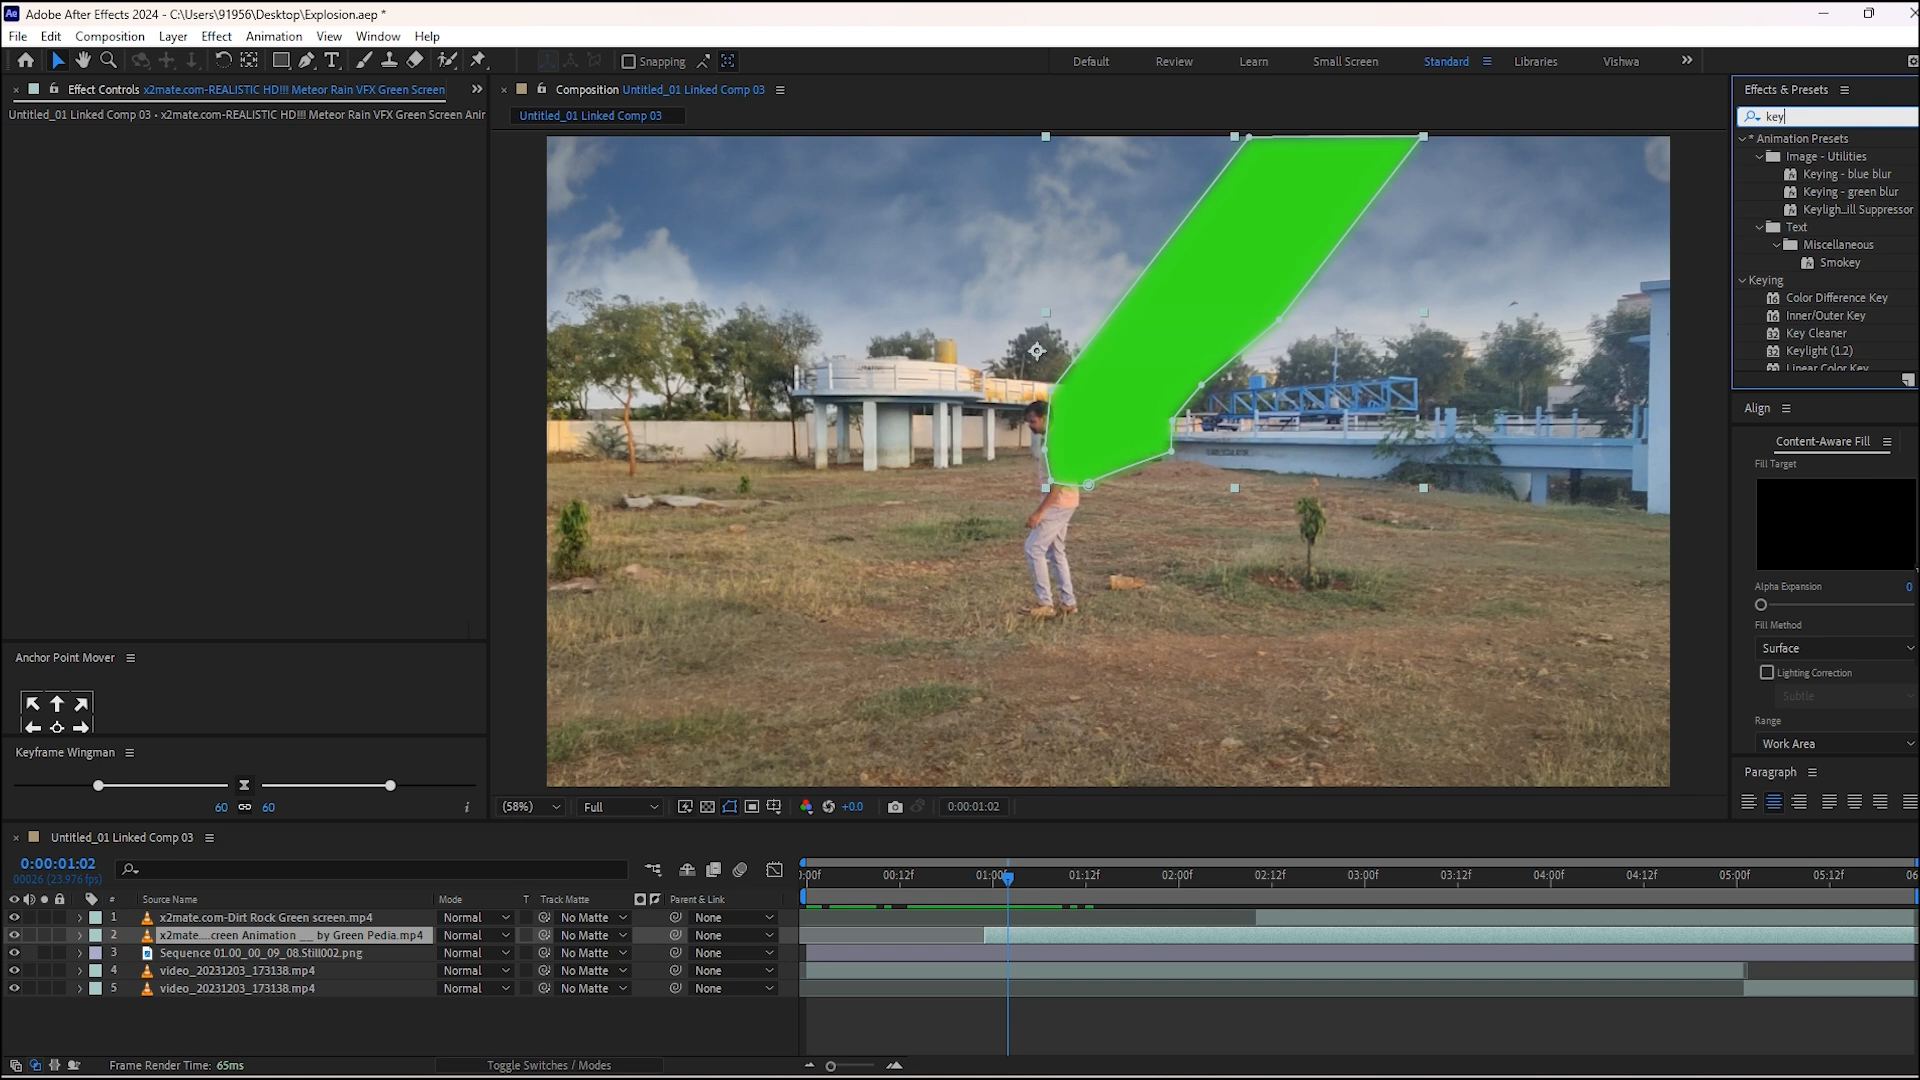 Adobe After Effects 2024 - C:\Users\91956\Desktop\Explosion.aep *
File Edit Composition Layer Effect Animation View Window Help
Snapping
Default Review Learn Small Screen Standard Libraries Vishwa
Effect Controls x2mate.com-REALISTIC HD!!! Meteor Rain VFX Green Screen
Untitled_01 Linked Comp 03 • x2mate.com-REALISTIC HD!!! Meteor Rain VFX Green Screen Anir
Composition Untitled_01 Linked Comp 03
Untitled_01 Linked Comp 03
Effects & Presets
key
* Animation Presets
Image - Utilities
Keying - blue blur
Keying - green blur
Keyligh...ill Suppressor
Text
Miscellaneous
Smokey
Keying
Color Difference Key
Inner/Outer Key
Key Cleaner
Keylight (1.2)
Linear Color Key
Align
Content-Aware Fill
Fill Target
Alpha Expansion 0
Fill Method
Surface
Lighting Correction
Subtle
Range
Work Area
Paragraph
Anchor Point Mover
Keyframe Wingman
60 60
(58%) Full +0.0 0:00:01:02
Untitled_01 Linked Comp 03
0:00:01:02
00026 (23.976 fps)
:00f 00:12f 01:00f 01:12f 02:00f 02:12f 03:00f 03:12f 04:00f 04:12f 05:00f 05:12f 06
# Source Name Mode T Track Matte Parent & Link
1 x2mate.com-Dirt Rock Green screen.mp4 Normal No Matte None
2 x2mate....creen Animation __ by Green Pedia.mp4 Normal No Matte None
3 Sequence 01.00_00_09_08.Still002.png Normal No Matte None
4 video_20231203_173138.mp4 Normal No Matte None
5 video_20231203_173138.mp4 Normal No Matte None
Frame Render Time: 65ms
Toggle Switches / Modes